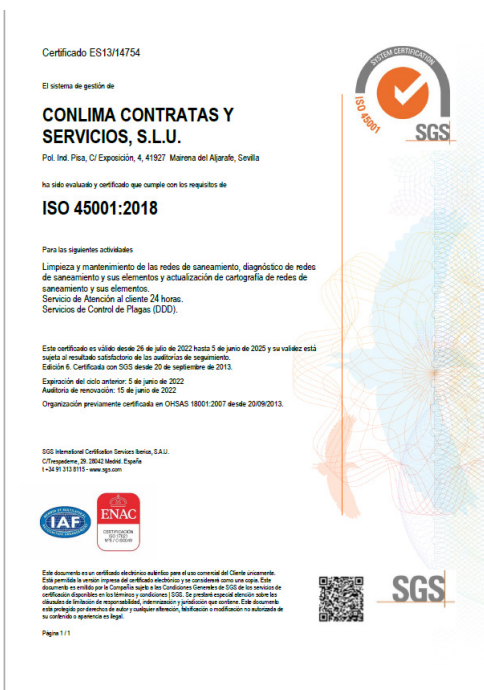 Certificado ES13/14754
El sistema de gestión de
CONLIMA CONTRATAS Y
SERVICIOS, S.L.U.
Pol. Ind. Pisa, C/ Exposición, 4, 41927 Mairena del Aljarafe, Sevilla
ha sido evaluado y certificado que cumple con los requisitos de
ISO 45001:2018
Para las siguientes actividades
Limpieza y mantenimiento de las redes de saneamiento, diagnóstico de redes
de saneamiento y sus elementos y actualización de cartografía de redes de
saneamiento y sus elementos.
Servicio de Atención al cliente 24 horas.
Servicios de Control de Plagas (DDD).
Este certificado es válido desde 26 de julio de 2022 hasta 5 de junio de 2025 y su validez está
sujeta al resultado satisfactorio de las auditorías de seguimiento.
Edición 6. Certificada con SGS desde 20 de septiembre de 2013.
Expiración del ciclo anterior: 5 de junio de 2022
Auditoría de renovación: 15 de junio de 2022
Organización previamente certificada en OHSAS 18001:2007 desde 20/09/2013.
SGS International Certification Services Iberica, S.A.U.
C/Trespaderne, 29. 28042 Madrid. España
t +34 91 313 8115 - www.sgs.com
SYSTEM CERTIFICATION
ISO 45001
SGS
IAF
ENAC
CERTIFICACIÓN
Este documento es un certificado electrónico auténtico para el uso comercial del Cliente únicamente.
Está permitida la versión impresa del certificado electrónico y se considerará como una copia. Este
documento es emitido por la Compañía sujeto a las Condiciones Generales de SGS de los servicios de
certificación disponibles en los términos y condiciones | SGS. Se prestará especial atención sobre las
cláusulas de limitación de responsabilidad, indemnización y jurisdicción que contiene. Este documento
está protegido por derechos de autor y cualquier alteración, falsificación o modificación no autorizada de
su contenido o apariencia es ilegal.
SGS
Página 1 / 1